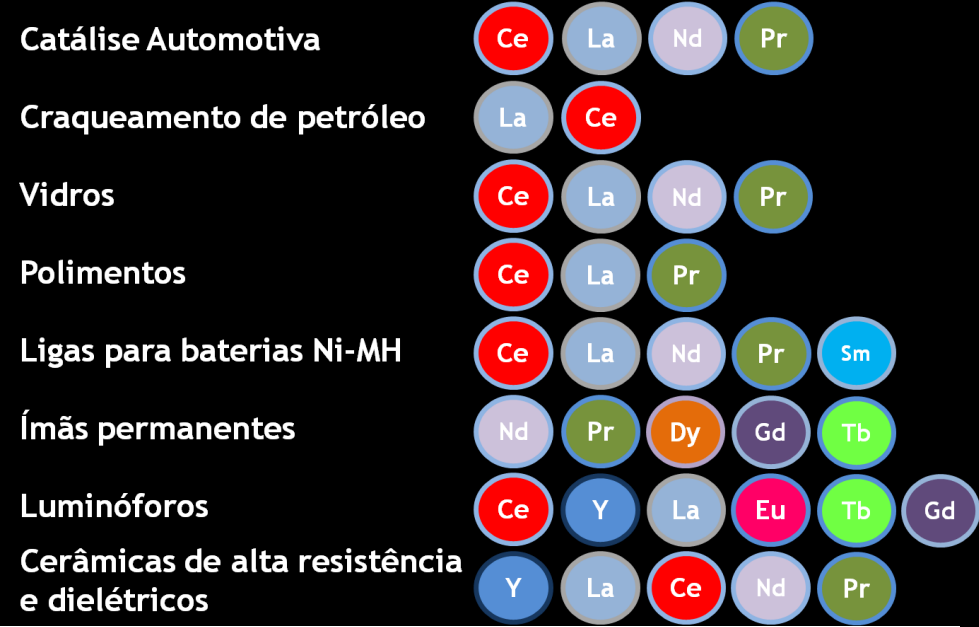 Catálise Automotiva Ce La Nd Pr
Craqueamento de petróleo La Ce
Vidros Ce La Nd Pr
Polimentos Ce La Pr
Ligas para baterias Ni-MH Ce La Nd Pr Sm
Ímãs permanentes Nd Pr Dy Gd Tb
Luminóforos Ce Y La Eu Tb Gd
Cerâmicas de alta resistência
e dielétricos Y La Ce Nd Pr